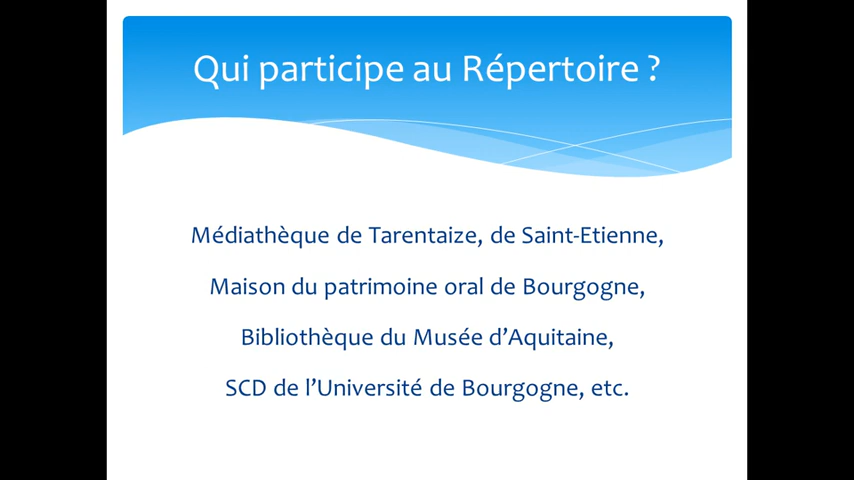 Qui participe au Répertoire ?
Médiathèque de Tarentaize, de Saint-Etienne,
Maison du patrimoine oral de Bourgogne,
Bibliothèque du Musée d’Aquitaine,
SCD de l’Université de Bourgogne, etc.